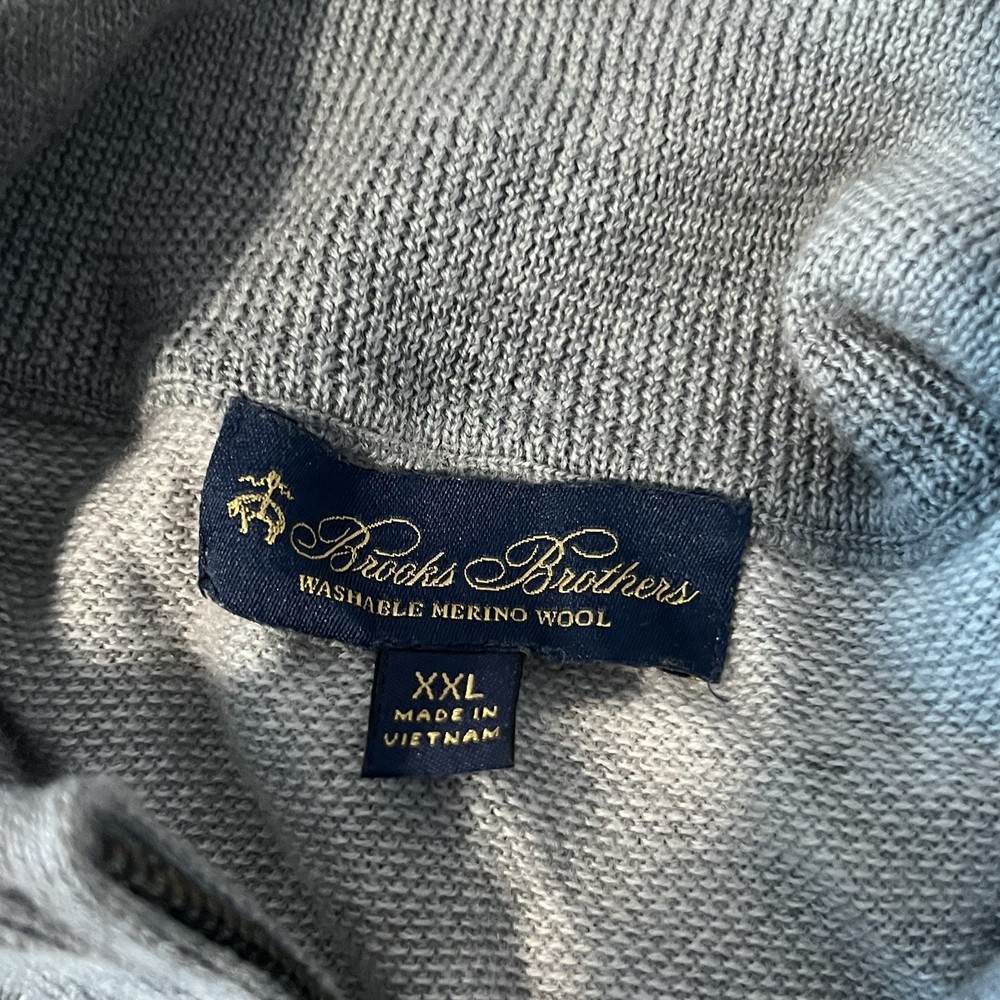 Brooks Brothers
WASHABLE MERINO WOOL
XXL
MADE IN
VIETNAM